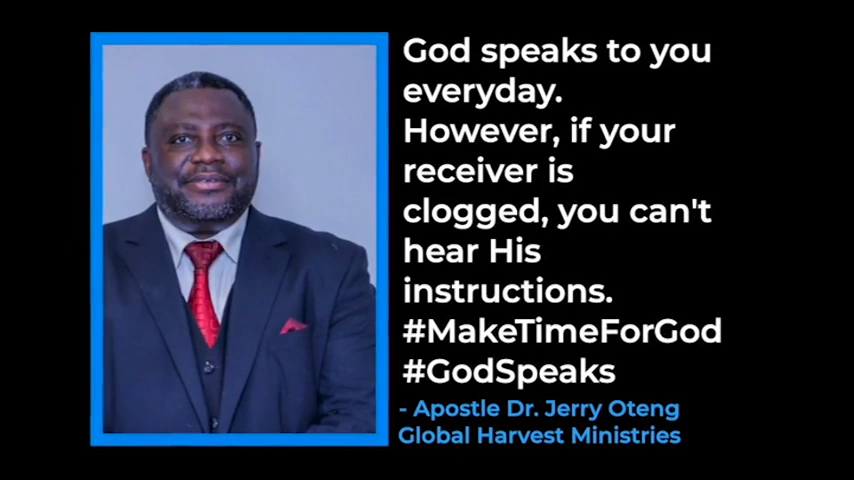 God speaks to you
everyday.
However, if your
receiver is
clogged, you can't
hear His
instructions.
#MakeTimeForGod
#GodSpeaks
- Apostle Dr. Jerry Oteng
Global Harvest Ministries